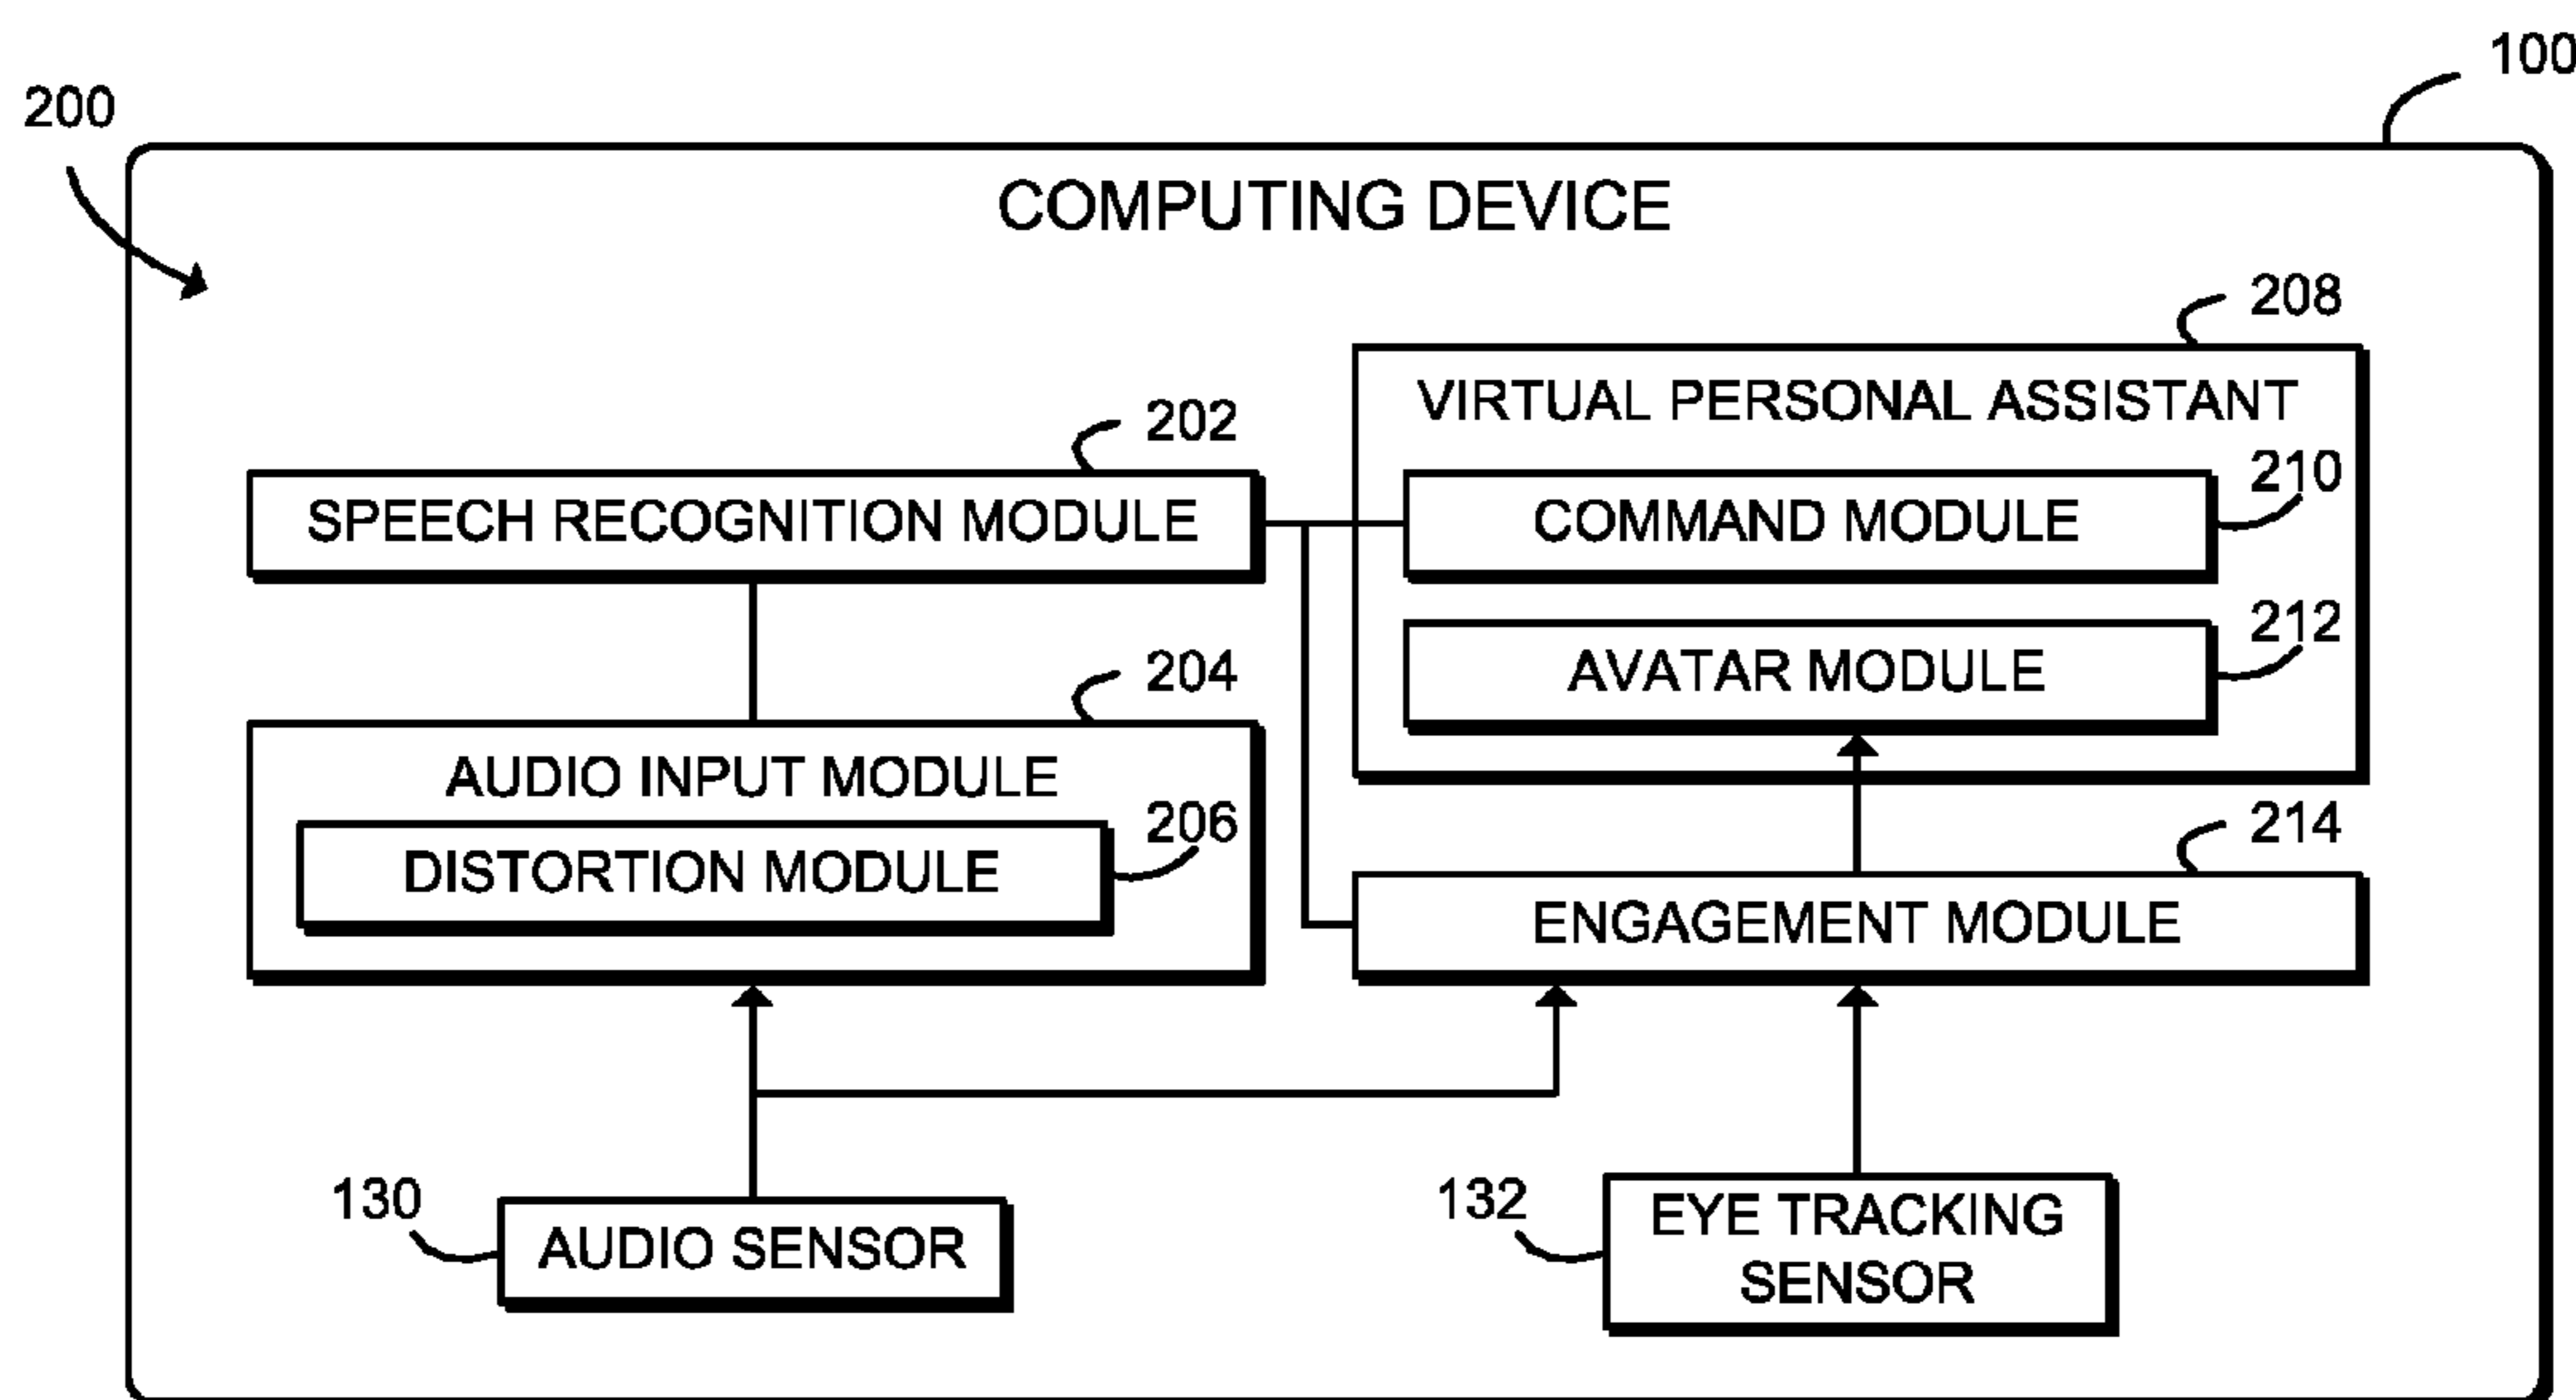 100
200
COMPUTING DEVICE
208
VIRTUAL PERSONAL ASSISTANT
202
210
SPEECH RECOGNITION MODULE
COMMAND MODULE
212
204
AVATAR MODULE
AUDIO INPUT MODULE
206
214
DISTORTION MODULE
ENGAGEMENT MODULE
130
AUDIO SENSOR
132
EYE TRACKING
SENSOR